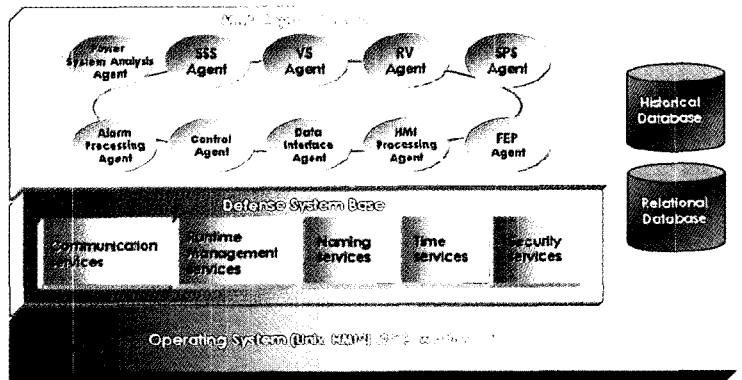 Power
System Analysis
Agent
SSS
Agent
VS
Agent
RV
Agent
SPS
Agent
Alarm
Processing
Agent
Control
Agent
Data
Interface
Agent
HMI
Processing
Agent
FEP
Agent
Historical
Database
Relational
Database
Defense System Base
Communication
services
Runtime
Management
services
Naming
services
Time
services
Security
services
Operating System (Unix